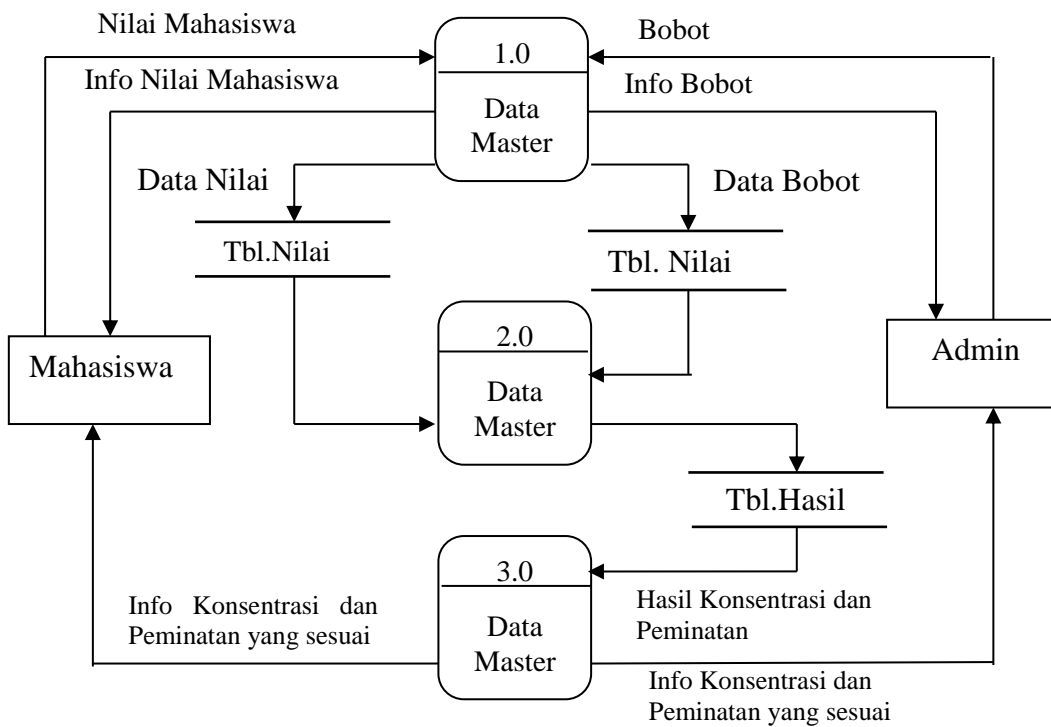 Nilai Mahasiswa
Info Nilai Mahasiswa
1.0
Data
Master
Bobot
Info Bobot
Data Nilai
Data Bobot
Tbl.Nilai
Tbl. Nilai
Mahasiswa
2.0
Data
Master
Admin
Tbl.Hasil
3.0
Data
Master
Info Konsentrasi dan
Peminatan yang sesuai
Hasil Konsentrasi dan
Peminatan
Info Konsentrasi dan
Peminatan yang sesuai